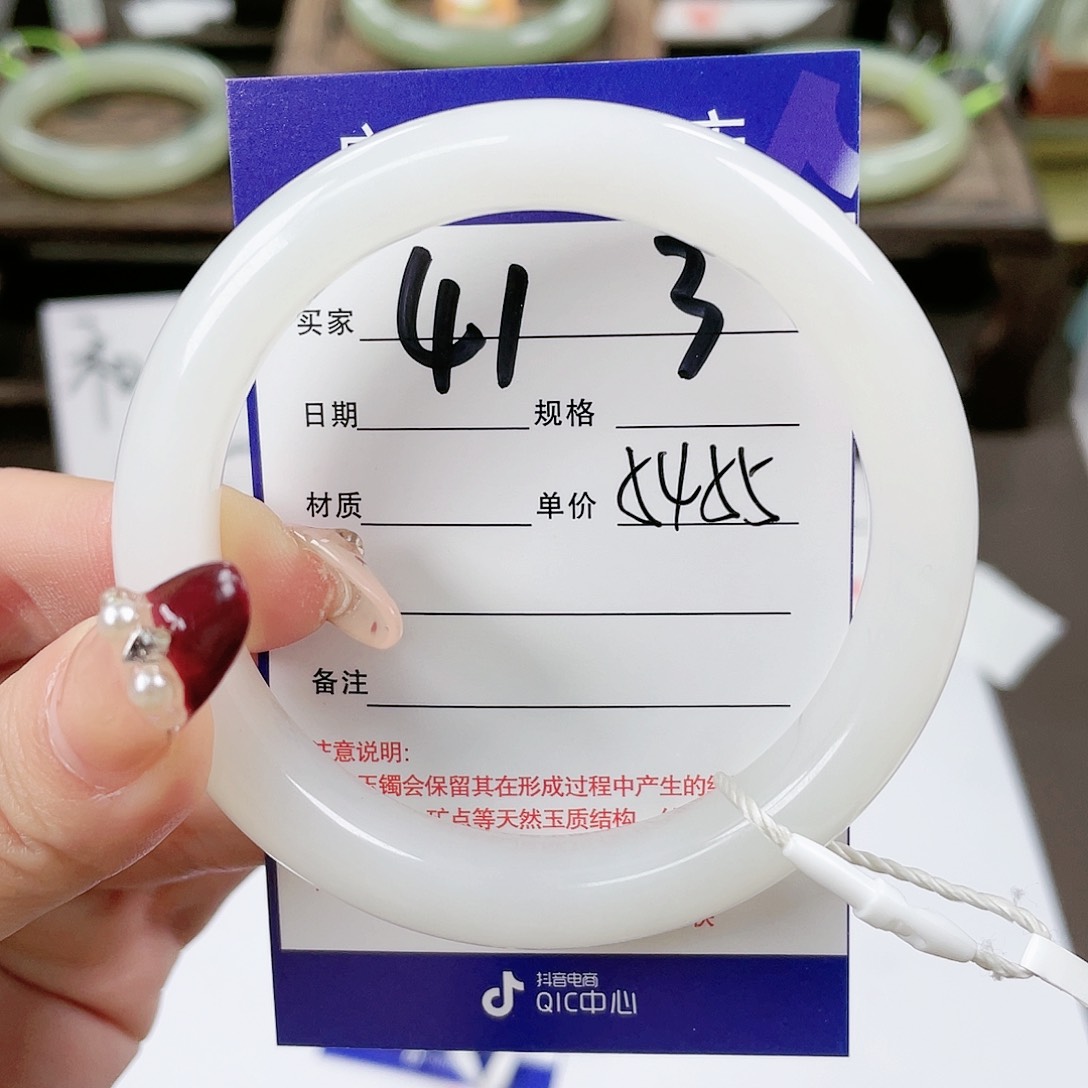 买家 41 3
日期 规格
材质 单价 8485
备注
注意说明:
玉镯会保留其在形成过程中产生的
矿点等天然玉质结构
抖音电商
QIC中心